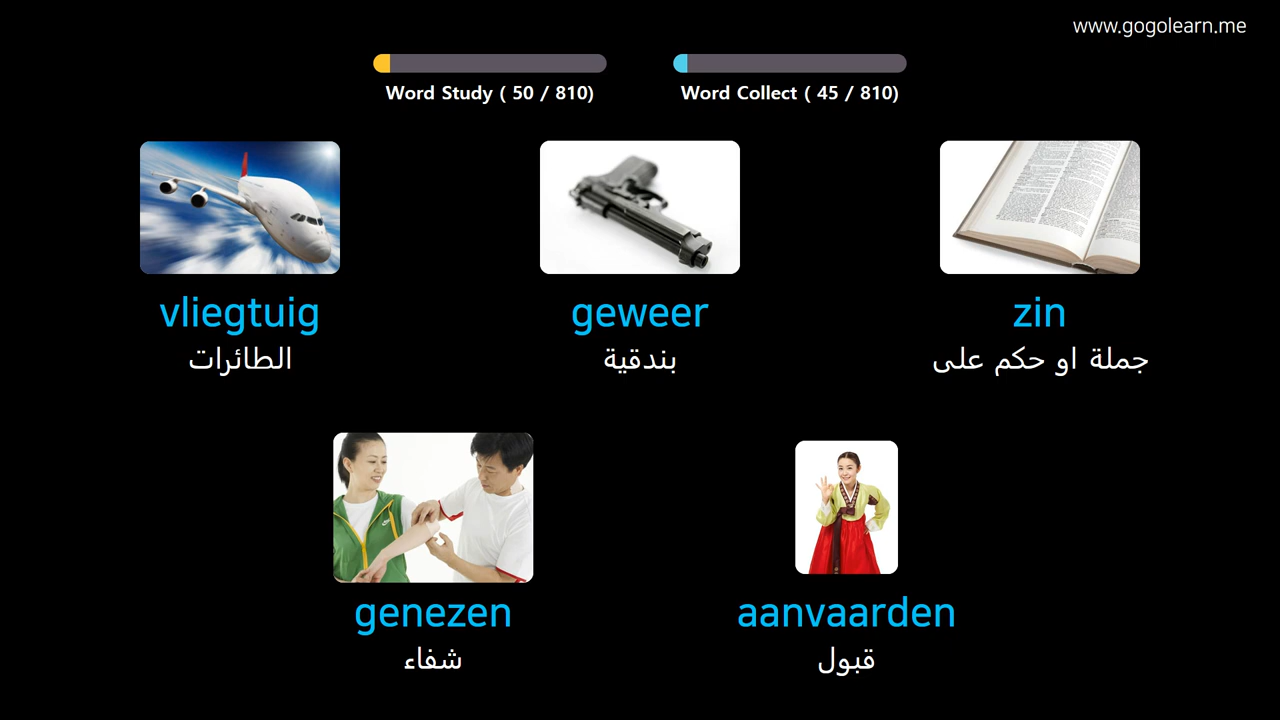 www.gogolearn.me
Word Study ( 50 / 810)
Word Collect ( 45 / 810)
vliegtuig
الطائرات
geweer
بندقية
zin
جملة او حكم على
genezen
شفاء
aanvaarden
قبول